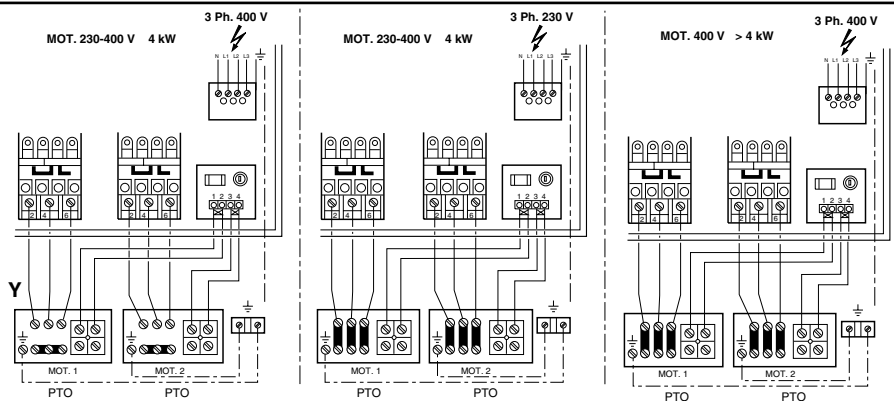 3 Ph. 400 V
MOT. 230-400 V 4 kW
N L1 L2 L3
1 2 3 4
2 4 6
2 4 6
Y
MOT. 1
MOT. 2
PTO
PTO
3 Ph. 230 V
MOT. 230-400 V 4 kW
N L1 L2 L3
1 2 3 4
2 4 6
2 4 6
MOT. 1
MOT. 2
PTO
PTO
3 Ph. 400 V
MOT. 400 V > 4 kW
N L1 L2 L3
1 2 3 4
2 4 6
2 4 6
MOT. 1
MOT. 2
PTO
PTO